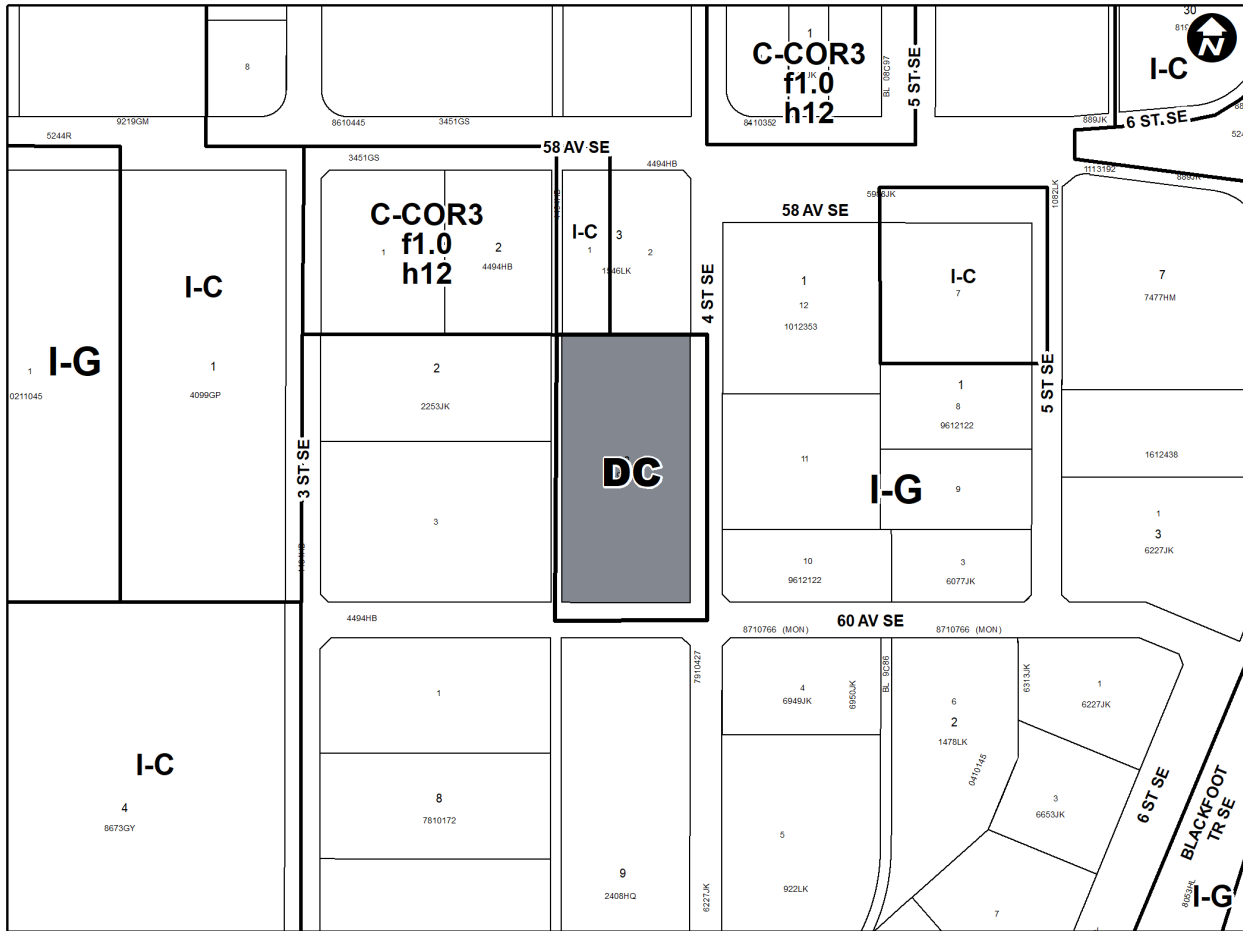 30
1
C-COR3
f1.0
h12
BL 08C97
5 ST SE
N
I-C
8
9219GM
5244R
8610445
3451GS
8410352
889JK
6 ST SE
58 AV SE
3451GS
4494HB
1113192
889JK
5958JK
1082LK
58 AV SE
C-COR3
f1.0
h12
1
2
4494HB
4494HB
I-C
1
3
2
1546LK
4 ST SE
I-C
I-G
1
0211045
1
4099GP
1
12
1012353
I-C
7
7
7477HM
2
2253JK
5 ST SE
1
8
9612122
3 ST SE
3
DC
11
I-G
9
1612438
1
3
6227JK
4494HB
10
9612122
3
6077JK
4494HB
8710766 (MON)
60 AV SE
8710766 (MON)
1
7910427
4
6949JK
6950JK
BL 9C86
6
2
1478LK
6313JK
1
6227JK
I-C
4
8673GY
8
7810172
0410145
3
6653JK
6 ST SE
BLACKFOOT
TR SE
9
2408HQ
6227JK
5
922LK
7
8053HL
I-G